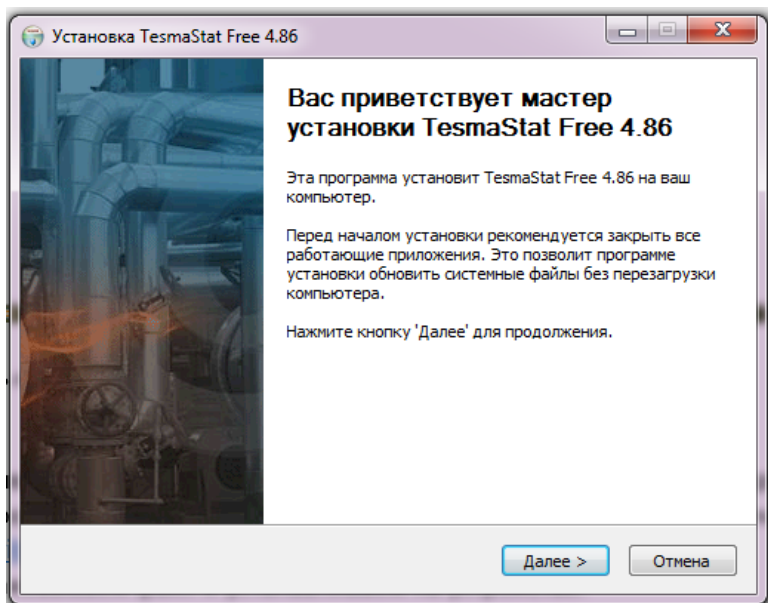 Установка TesmaStat Free 4.86
Вас приветствует мастер
установки TesmaStat Free 4.86
Эта программа установит TesmaStat Free 4.86 на ваш
компьютер.
Перед началом установки рекомендуется закрыть все
работающие приложения. Это позволит программе
установки обновить системные файлы без перезагрузки
компьютера.
Нажмите кнопку 'Далее' для продолжения.
Далее >
Отмена